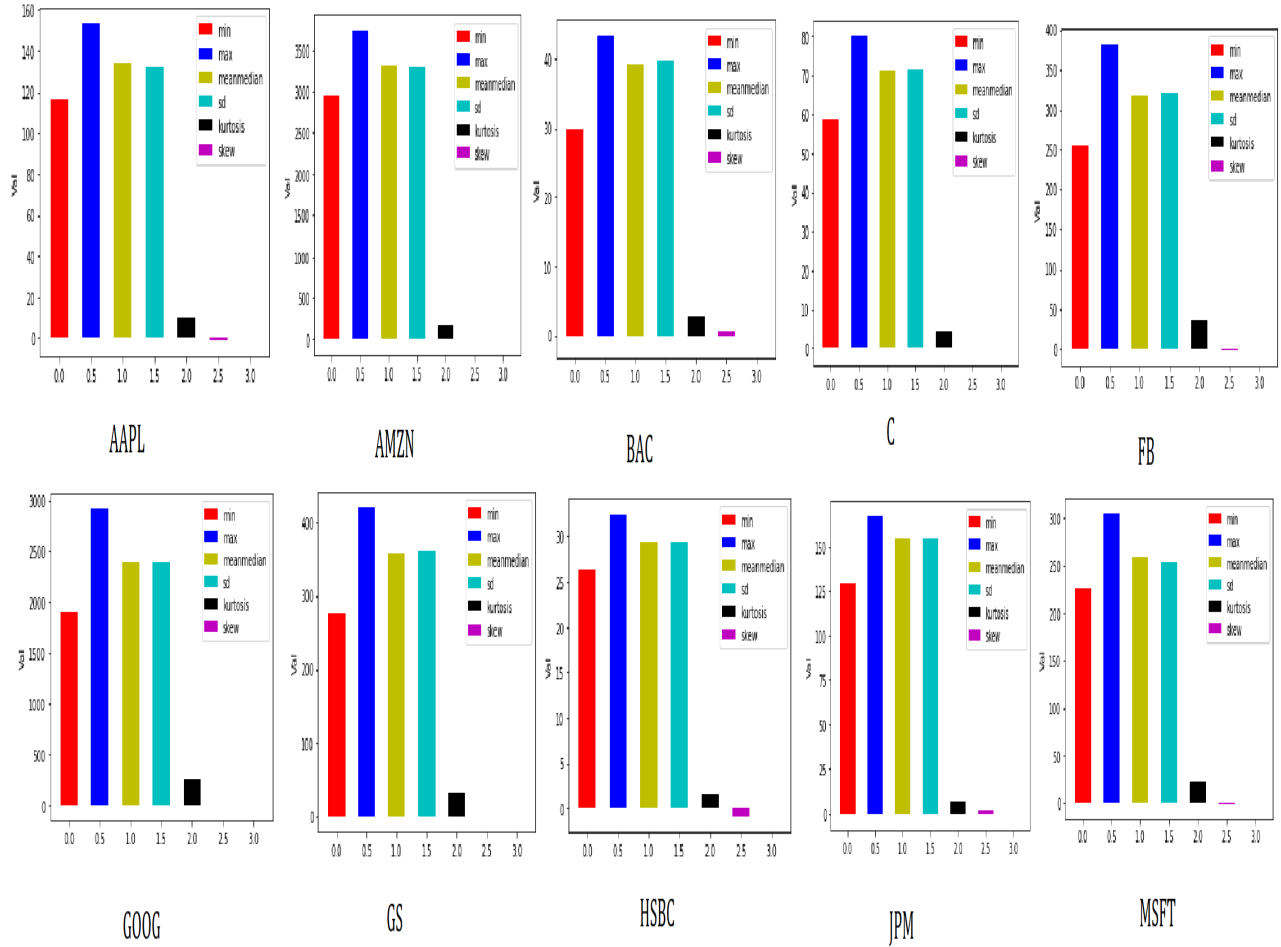 160
140
120
100
80
60
40
20
0
Val
0.0 0.5 1.0 1.5 2.0 2.5 3.0
min
max
meanmedian
sd
kurtosis
skew
AAPL
3500
3000
2500
2000
1500
1000
500
0
Val
0.0 0.5 1.0 1.5 2.0 2.5 3.0
min
max
meanmedian
sd
kurtosis
skew
AMZN
40
30
20
10
0
Val
0.0 0.5 1.0 1.5 2.0 2.5 3.0
min
max
meanmedian
sd
kurtosis
skew
BAC
80
70
60
50
40
30
20
10
0
Val
0.0 0.5 1.0 1.5 2.0 2.5 3.0
min
max
meanmedian
sd
kurtosis
skew
C
400
350
300
250
200
150
100
50
0
Val
0.0 0.5 1.0 1.5 2.0 2.5 3.0
min
max
meanmedian
sd
kurtosis
skew
FB
3000
2500
2000
1500
1000
500
0
Val
0.0 0.5 1.0 1.5 2.0 2.5 3.0
min
max
meanmedian
sd
kurtosis
skew
GOOG
400
300
200
100
0
Val
0.0 0.5 1.0 1.5 2.0 2.5 3.0
min
max
meanmedian
sd
kurtosis
skew
GS
30
25
20
15
10
5
0
Val
0.0 0.5 1.0 1.5 2.0 2.5 3.0
min
max
meanmedian
sd
kurtosis
skew
HSBC
150
125
100
75
50
25
0
Val
0.0 0.5 1.0 1.5 2.0 2.5 3.0
min
max
meanmedian
sd
kurtosis
skew
JPM
300
250
200
150
100
50
0
Val
0.0 0.5 1.0 1.5 2.0 2.5 3.0
min
max
meanmedian
sd
kurtosis
skew
MSFT